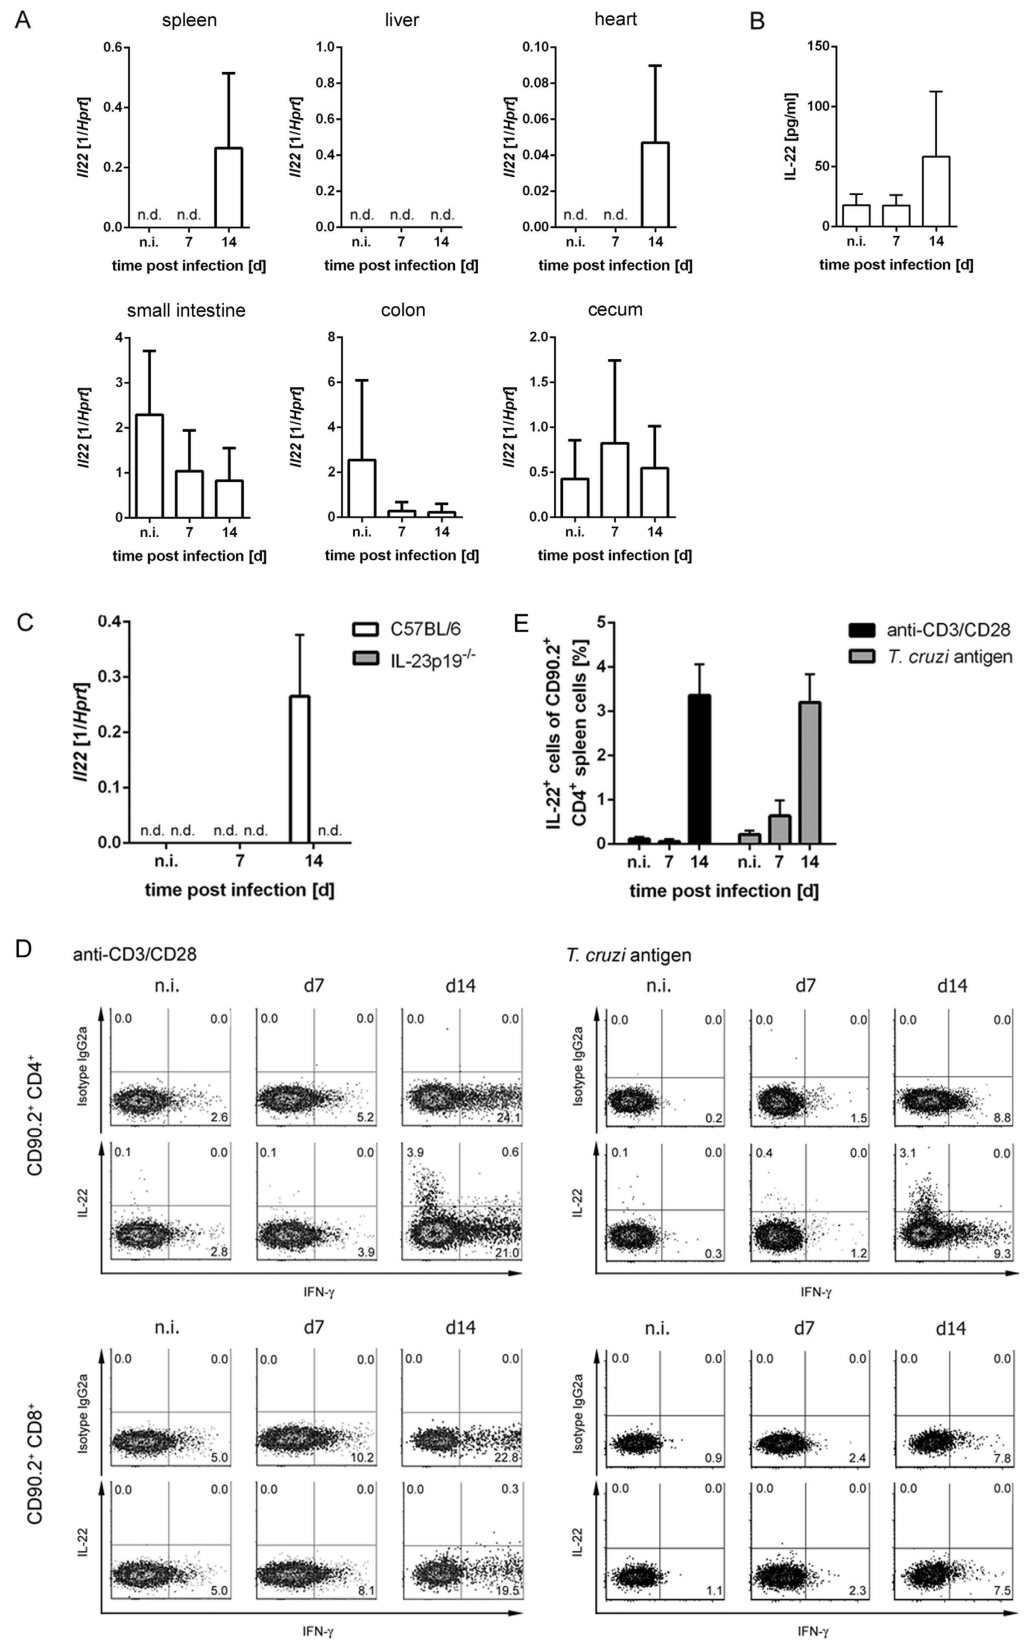 A
spleen
liver
heart
B
Il22 [1/Hprt]
0.6
0.4
0.2
0.0
n.d. n.d.
n.i. 7 14
time post infection [d]
Il22 [1/Hprt]
1.0
0.8
0.6
0.4
0.2
0.0
n.d. n.d. n.d.
n.i. 7 14
time post infection [d]
Il22 [1/Hprt]
0.10
0.08
0.06
0.04
0.02
0.00
n.d. n.d.
n.i. 7 14
time post infection [d]
IL-22 [pg/ml]
150
100
50
0
n.i. 7 14
time post infection [d]
small intestine
Il22 [1/Hprt]
4
3
2
1
0
n.i. 7 14
time post infection [d]
colon
Il22 [1/Hprt]
8
6
4
2
0
n.i. 7 14
time post infection [d]
cecum
Il22 [1/Hprt]
2.0
1.5
1.0
0.5
0.0
n.i. 7 14
time post infection [d]
C
Il22 [1/Hprt]
0.4
0.3
0.2
0.1
0.0
n.d. n.d. n.d. n.d. n.d.
n.i. 7 14
time post infection [d]
C57BL/6
IL-23p19-/-
E
IL-22+ cells of CD90.2+
CD4+ spleen cells [%]
5
4
3
2
1
0
n.i. 7 14 n.i. 7 14
time post infection [d]
anti-CD3/CD28
T. cruzi antigen
D
anti-CD3/CD28
T. cruzi antigen
n.i. d7 d14 n.i. d7 d14
CD90.2+ CD4+
Isotype IgG2a
0.0 0.0 0.0 0.0 0.0 0.0
2.6 5.2 24.1
Isotype IgG2a
0.0 0.0 0.0 0.0 0.0 0.0
0.2 1.5 8.8
IL-22
0.1 0.0 0.1 0.0 3.9 0.6
2.8 3.9 21.0
IL-22
0.1 0.0 0.4 0.0 3.1 0.0
0.3 1.2 9.3
IFN-γ
IFN-γ
n.i. d7 d14 n.i. d7 d14
CD90.2+ CD8+
Isotype IgG2a
0.0 0.0 0.0 0.0 0.0 0.0
5.0 10.2 22.8
Isotype IgG2a
0.0 0.0 0.0 0.0 0.0 0.0
0.9 2.4 7.8
IL-22
0.0 0.0 0.0 0.0 0.0 0.3
5.0 8.1 19.5
IL-22
0.0 0.0 0.0 0.0 0.0 0.0
1.1 2.3 7.5
IFN-γ
IFN-γ